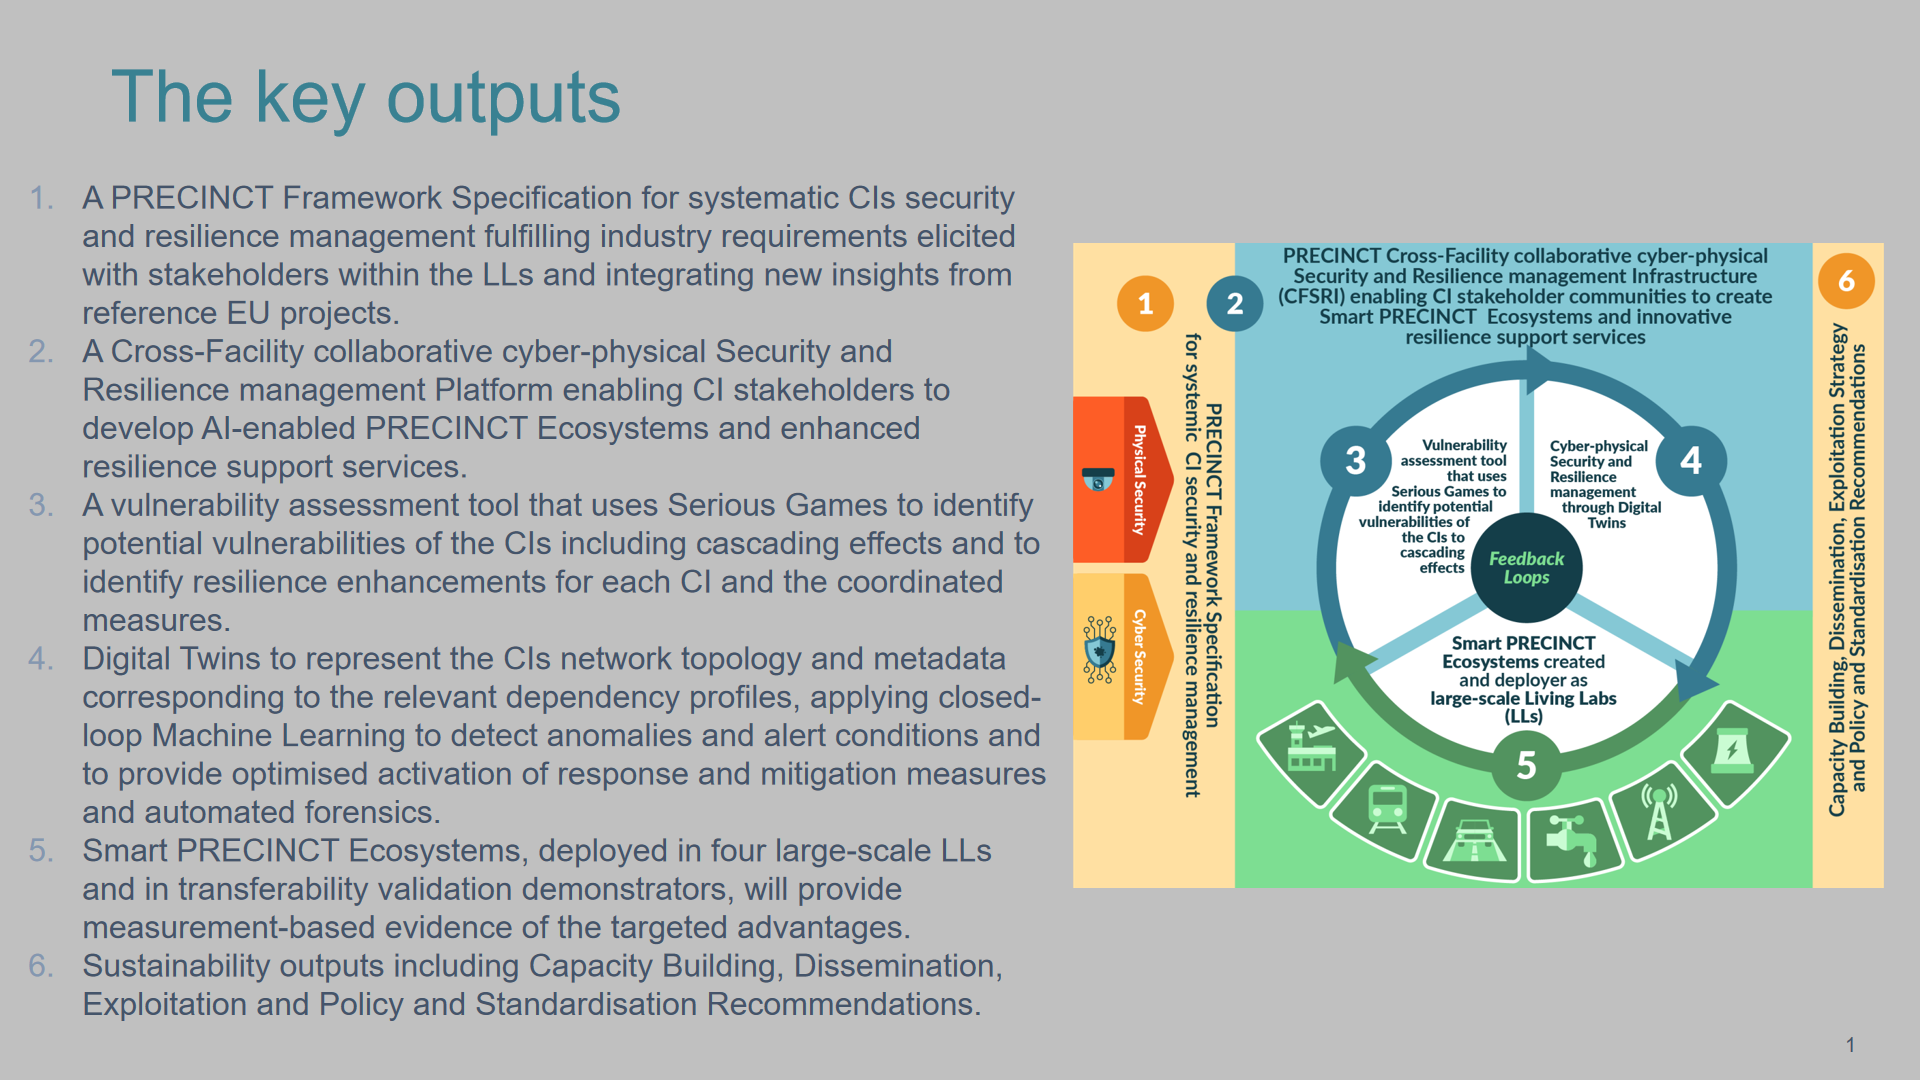 The key outputs
1. A PRECINCT Framework Specification for systematic CIs security
and resilience management fulfilling industry requirements elicited
with stakeholders within the LLs and integrating new insights from
reference EU projects.
2. A Cross-Facility collaborative cyber-physical Security and
Resilience management Platform enabling CI stakeholders to
develop AI-enabled PRECINCT Ecosystems and enhanced
resilience support services.
3. A vulnerability assessment tool that uses Serious Games to identify
potential vulnerabilities of the CIs including cascading effects and to
identify resilience enhancements for each CI and the coordinated
measures.
4. Digital Twins to represent the CIs network topology and metadata
corresponding to the relevant dependency profiles, applying closed-
loop Machine Learning to detect anomalies and alert conditions and
to provide optimised activation of response and mitigation measures
and automated forensics.
5. Smart PRECINCT Ecosystems, deployed in four large-scale LLs
and in transferability validation demonstrators, will provide
measurement-based evidence of the targeted advantages.
6. Sustainability outputs including Capacity Building, Dissemination,
Exploitation and Policy and Standardisation Recommendations.
1
PRECINCT Framework Specification
for systemic CI security and resilience management
Physical Security
Cyber Security
2
PRECINCT Cross-Facility collaborative cyber-physical
Security and Resilience management Infrastructure
(CFSRI) enabling CI stakeholder communities to create
Smart PRECINCT Ecosystems and innovative
resilience support services
3
Vulnerability
assessment tool
that uses
Serious Games to
identify potential
vulnerabilities of
the CIs to
cascading
effects
4
Cyber-physical
Security and
Resilience
management
through Digital
Twins
Feedback
Loops
Smart PRECINCT
Ecosystems created
and deployer as
large-scale Living Labs
(LLs)
5
6
Capacity Building, Dissemination, Exploitation Strategy
and Policy and Standardisation Recommendations
1